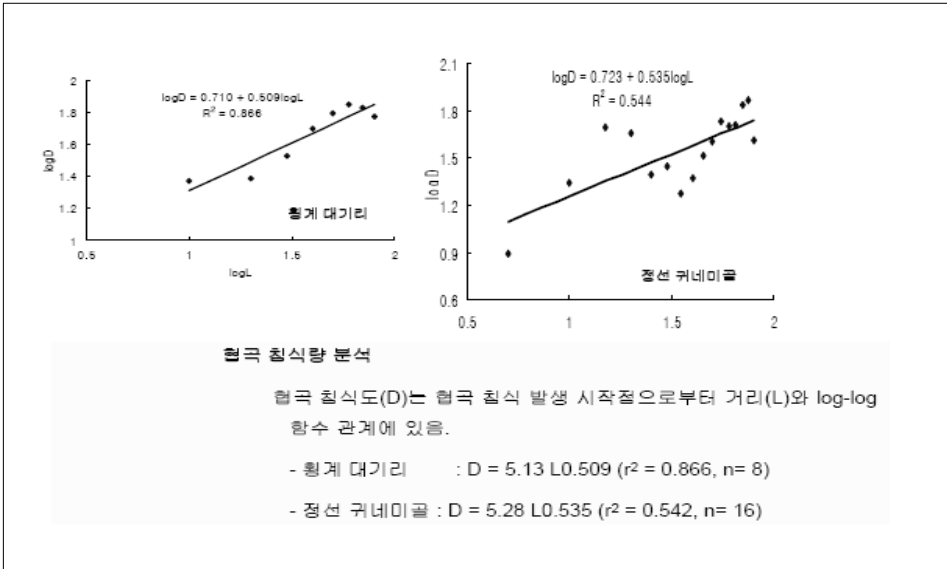 logD = 0.710 + 0.509logL
R² = 0.866
logD
2
1.8
1.6
1.4
1.2
1
0.5
1
1.5
2
logL
횡계 대기리
logD = 0.723 + 0.535logL
R² = 0.544
logD
2.1
1.8
1.5
1.2
0.9
0.6
0.5
1
1.5
2
정선 귀네미골
협곡 침식량 분석
협곡 침식도(D)는 협곡 침식 발생 시작점으로부터 거리(L)와 log-log
함수 관계에 있음.
- 횡계 대기리 : D = 5.13 L0.509 (r² = 0.866, n= 8)
- 정선 귀네미골 : D = 5.28 L0.535 (r² = 0.542, n= 16)